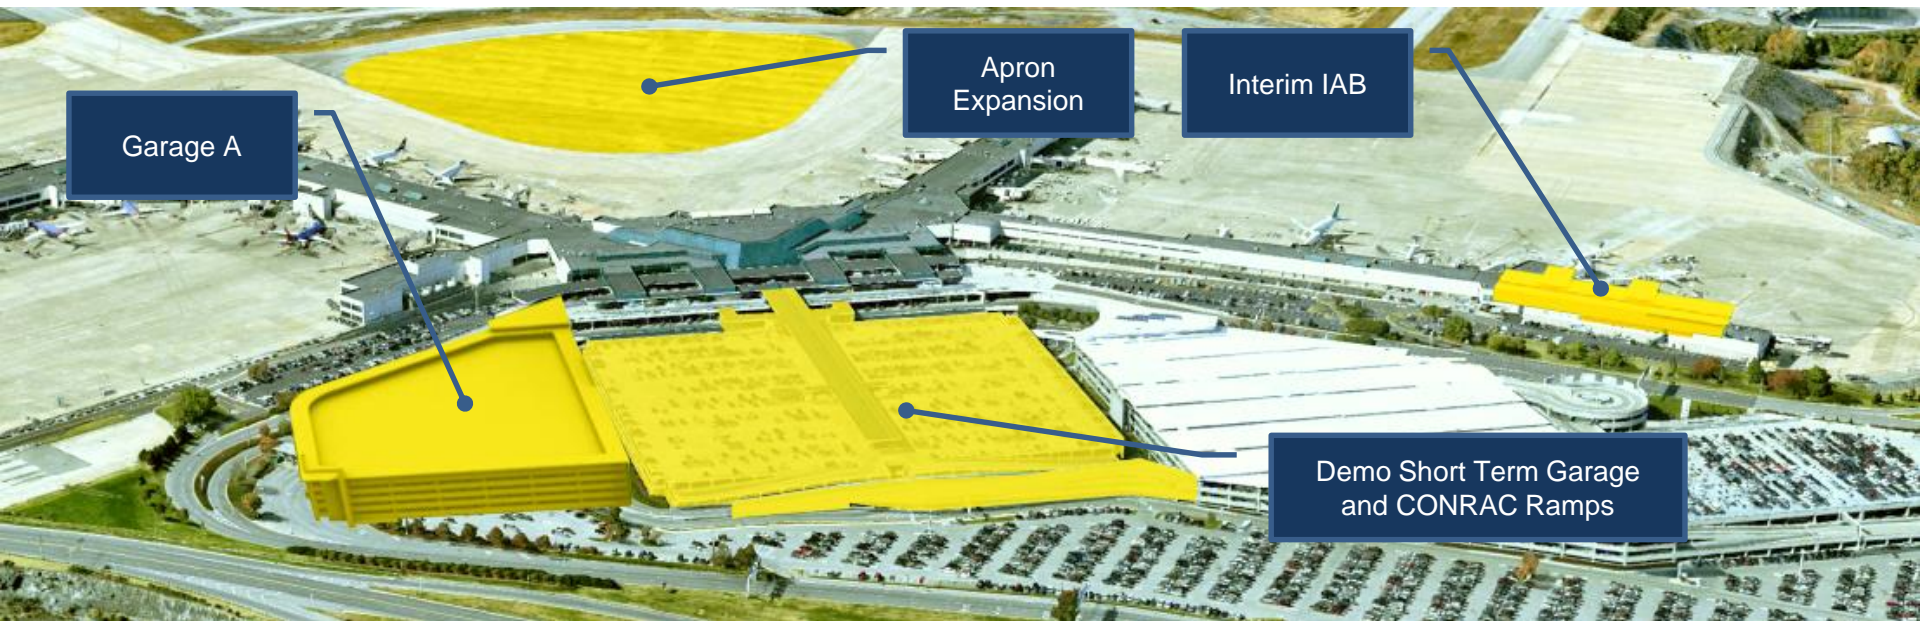 Garage A
Apron
Expansion
Interim IAB
Demo Short Term Garage
and CONRAC Ramps